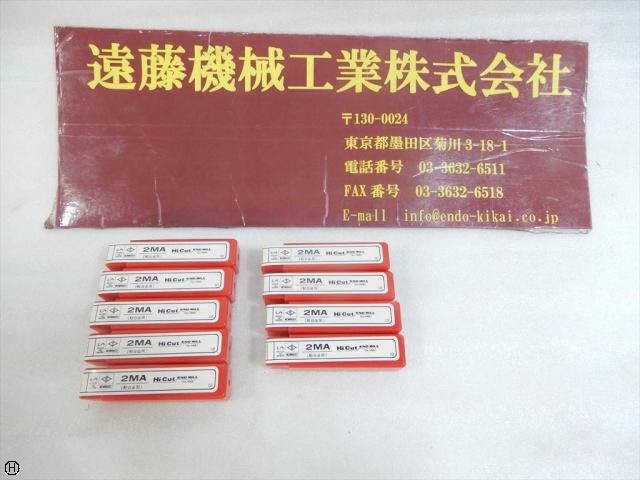 遠藤機械工業株式会社
〒130-0024
東京都墨田区菊川3-18-1
電話番号 03-3632-6511
FAX番号 03-3632-6518
E-mall info@endo-kikai.co.jp
2MA Hi Cut END MILL
2MA Hi Cut END MILL
2MA Hi Cut END MILL
2MA Hi Cut END MILL
2MA Hi Cut END MILL
2MA Hi Cut END MILL
2MA Hi Cut END MILL
2MA Hi Cut END MILL
2MA Hi Cut END MILL
H